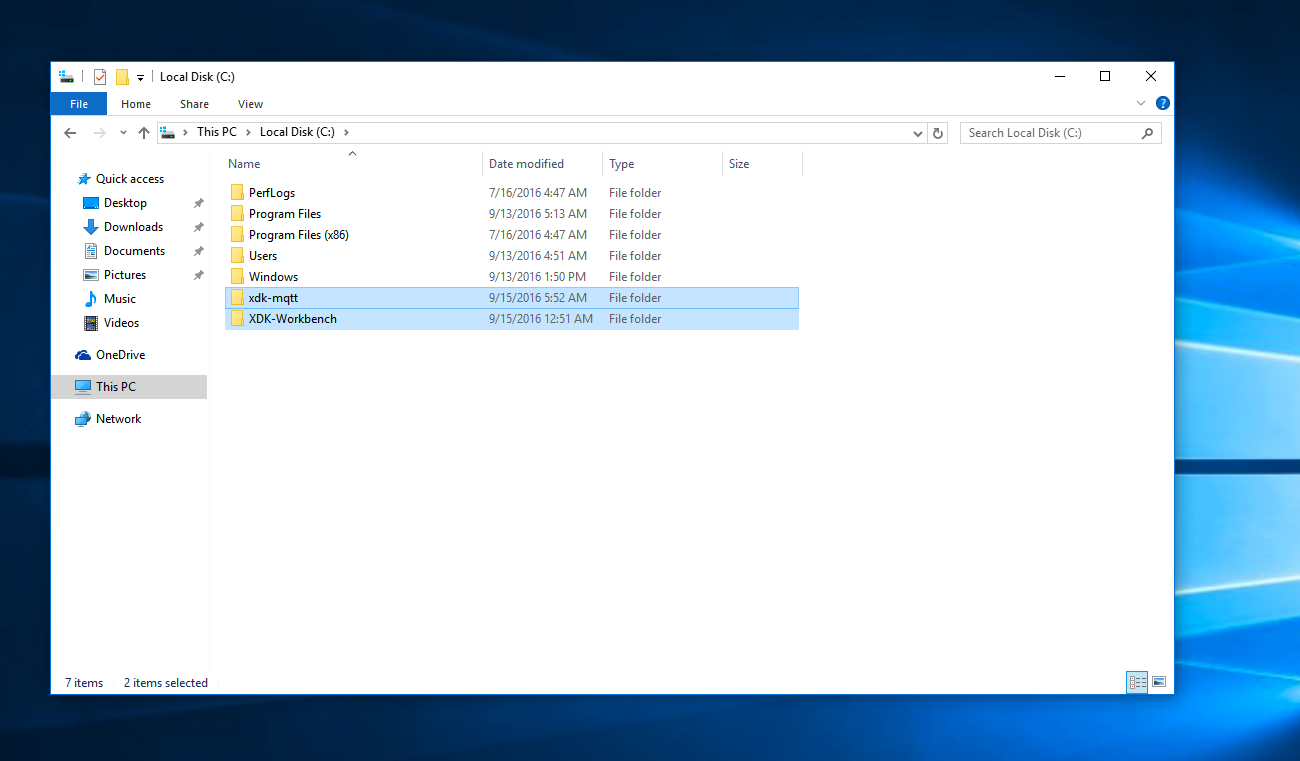 Local Disk (C:)
File Home Share View ?
This PC Local Disk (C:) Search Local Disk (C:)
Name Date modified Type Size
Quick access
Desktop
Downloads
Documents
Pictures
Music
Videos
OneDrive
This PC
Network
PerfLogs 7/16/2016 4:47 AM File folder
Program Files 9/13/2016 5:13 AM File folder
Program Files (x86) 7/16/2016 4:47 AM File folder
Users 9/13/2016 4:51 AM File folder
Windows 9/13/2016 1:50 PM File folder
xdk-mqtt 9/15/2016 5:52 AM File folder
XDK-Workbench 9/15/2016 12:51 AM File folder
7 items 2 items selected